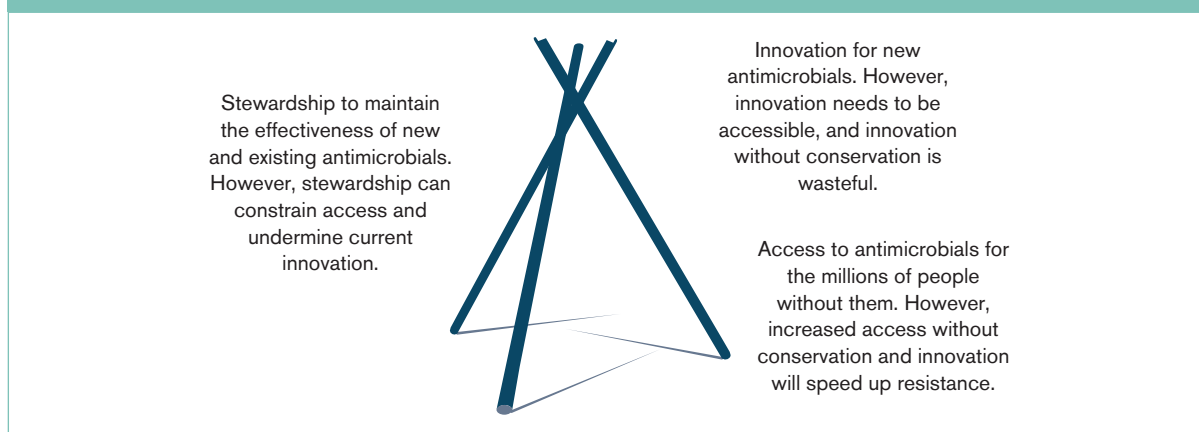 Stewardship to maintain
the effectiveness of new
and existing antimicrobials.
However, stewardship can
constrain access and
undermine current
innovation.
Innovation for new
antimicrobials. However,
innovation needs to be
accessible, and innovation
without conservation is
wasteful.
Access to antimicrobials for
the millions of people
without them. However,
increased access without
conservation and innovation
will speed up resistance.